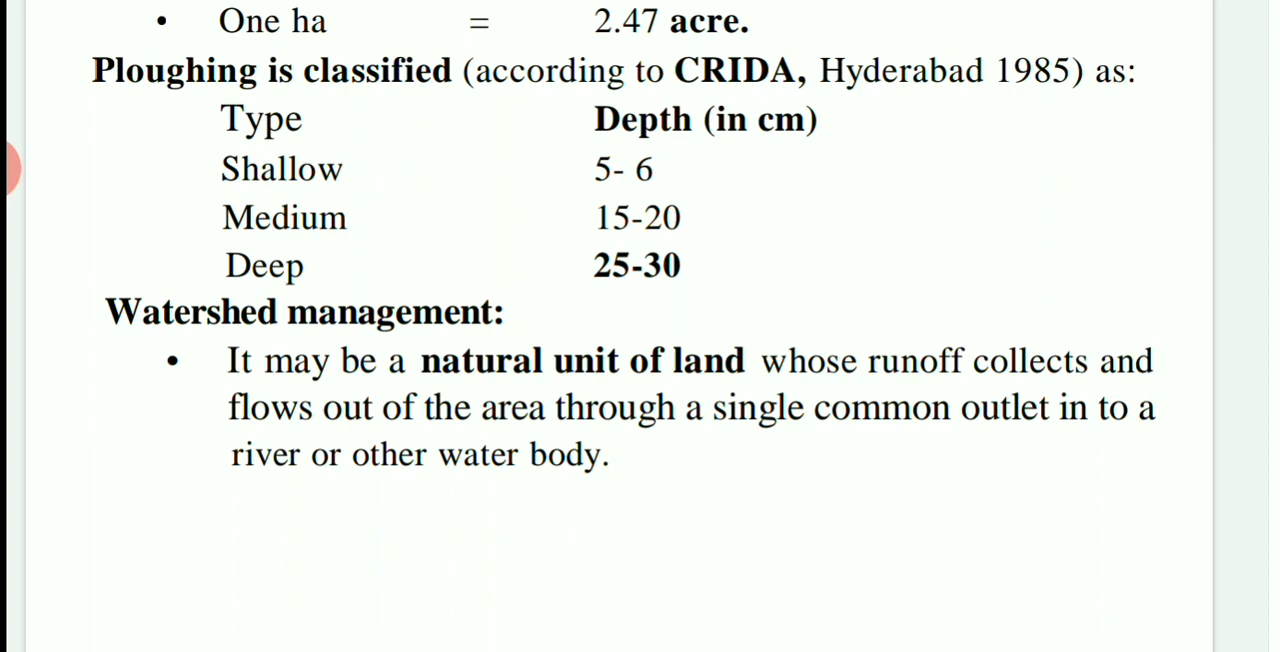 • One ha = 2.47 acre.
Ploughing is classified (according to CRIDA, Hyderabad 1985) as:
Type Depth (in cm)
Shallow 5- 6
Medium 15-20
Deep 25-30
Watershed management:
• It may be a natural unit of land whose runoff collects and
flows out of the area through a single common outlet in to a
river or other water body.